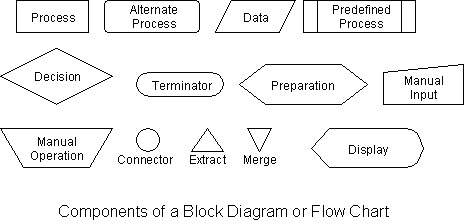 Process
Alternate
Process
Data
Predefined
Process
Decision
Terminator
Preparation
Manual
Input
Manual
Operation
Connector
Extract
Merge
Display
Components of a Block Diagram or Flow Chart